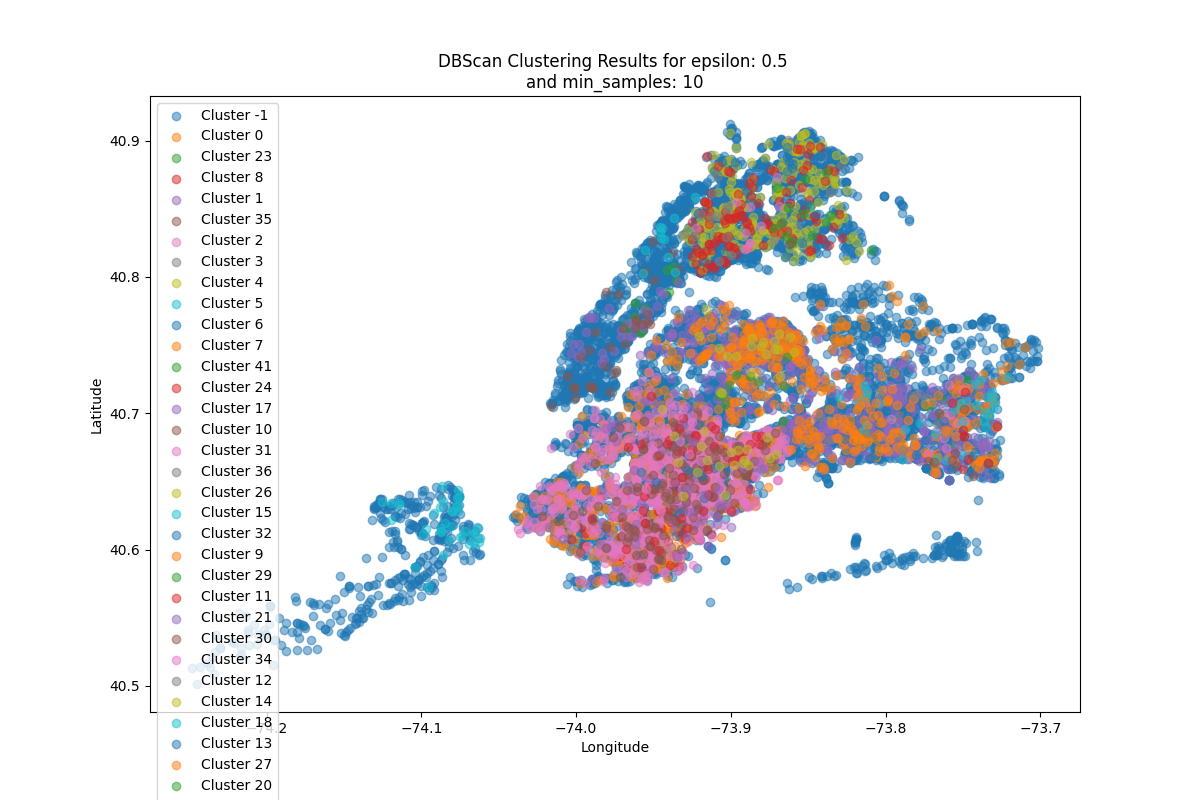 DBScan Clustering Results for epsilon: 0.5
and min_samples: 10
Cluster -1
Cluster 0
Cluster 23
Cluster 8
Cluster 1
Cluster 35
Cluster 2
Cluster 3
Cluster 4
Cluster 5
Cluster 6
Cluster 7
Cluster 41
Cluster 24
Cluster 17
Cluster 10
Cluster 31
Cluster 36
Cluster 26
Cluster 15
Cluster 32
Cluster 9
Cluster 29
Cluster 11
Cluster 21
Cluster 30
Cluster 34
Cluster 12
Cluster 14
Cluster 18
Cluster 13
Cluster 27
Cluster 20
40.9
40.8
40.7
40.6
40.5
Latitude
−74.2
−74.1
−74.0
−73.9
−73.8
−73.7
Longitude